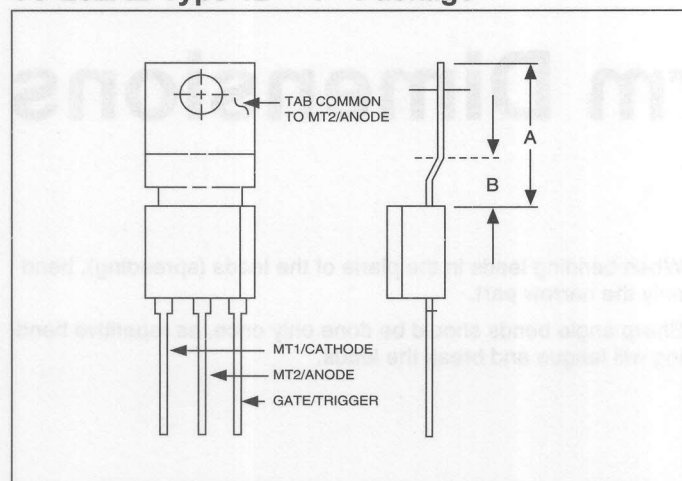 TAB COMMON
TO MT2/ANODE
A
B
MT1/CATHODE
MT2/ANODE
GATE/TRIGGER
When bending leads in the plane of the leads (spreading), bend
only the narrow part.
Sharp angle bends should be done only once as repetitive bend-
ing will fatigue and break the leads.